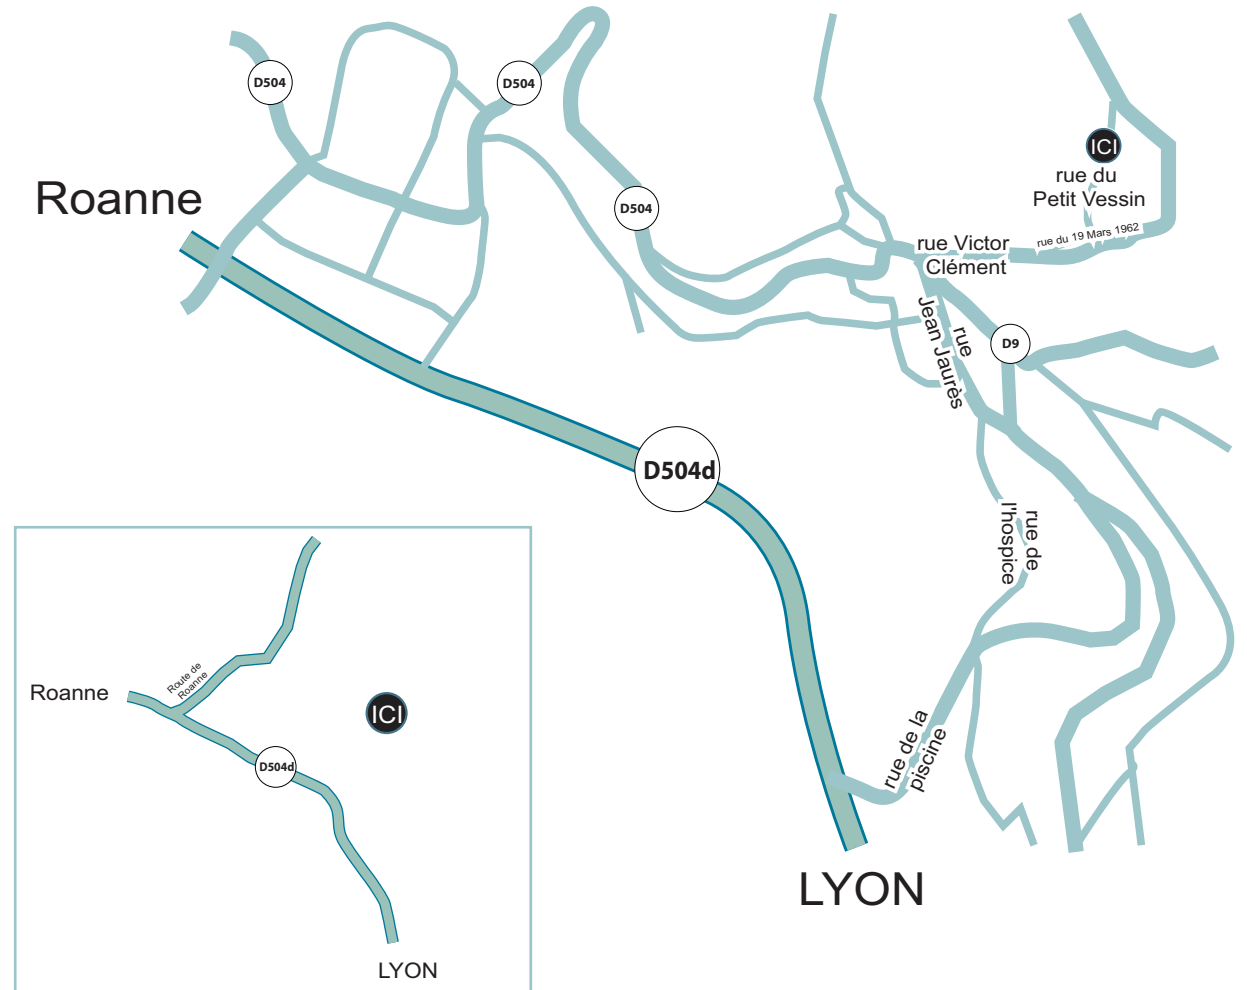 D504
D504
ICI
rue du
Petit Vessin
Roanne
D504
rue du 19 Mars 1962
rue Victor
Clément
rue
Jean Jaurès
D9
D504d
rue de
l'hospice
rue de la
piscine
LYON
Route de
Roanne
Roanne
ICI
D504d
LYON